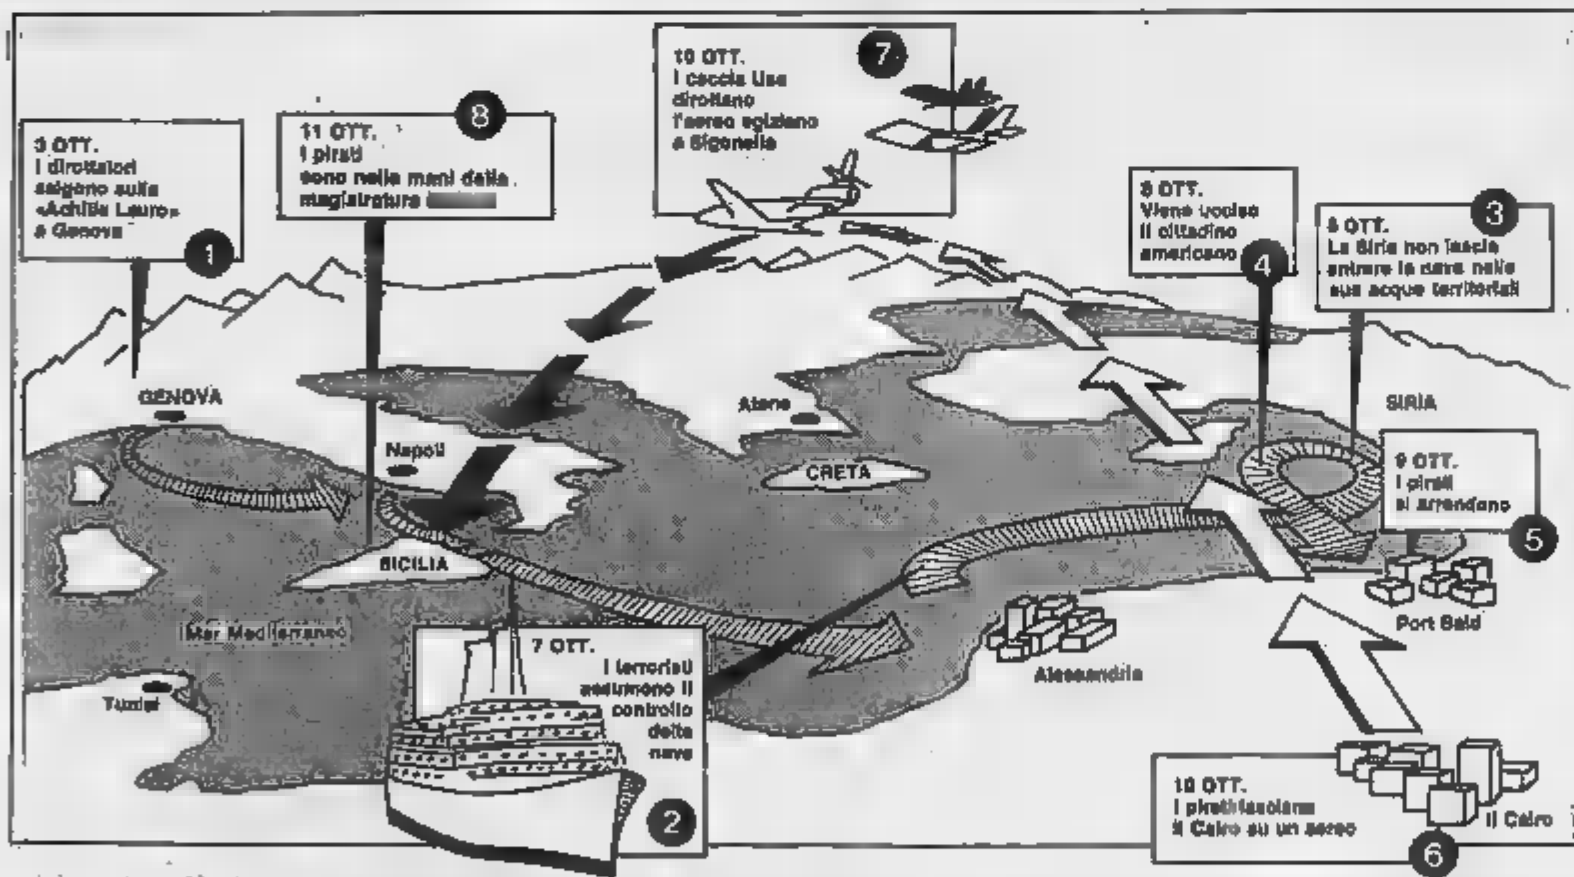 3 OTT.
I dirottatori
salgono sulla
«Achille Lauro»
a Genova
1
11 OTT.
I pirati
sono nelle mani della
magistratura
8
10 OTT.
I caccia Usa
dirottano
l'aereo egiziano
a Sigonella
7
8 OTT.
Viene ucciso
il cittadino
americano
4
8 OTT.
La Siria non lascia
entrare la nave nelle
sue acque territoriali
3
GENOVA
Napoli
Atene
CRETA
SIRIA
9 OTT.
I pirati
si arrendono
5
SICILIA
Mar Mediterraneo
Tunisi
7 OTT.
I terroristi
assumono il
controllo
della
nave
2
Alessandria
Port Said
10 OTT.
I pirati lasciano
il Cairo su un aereo
6
Il Cairo